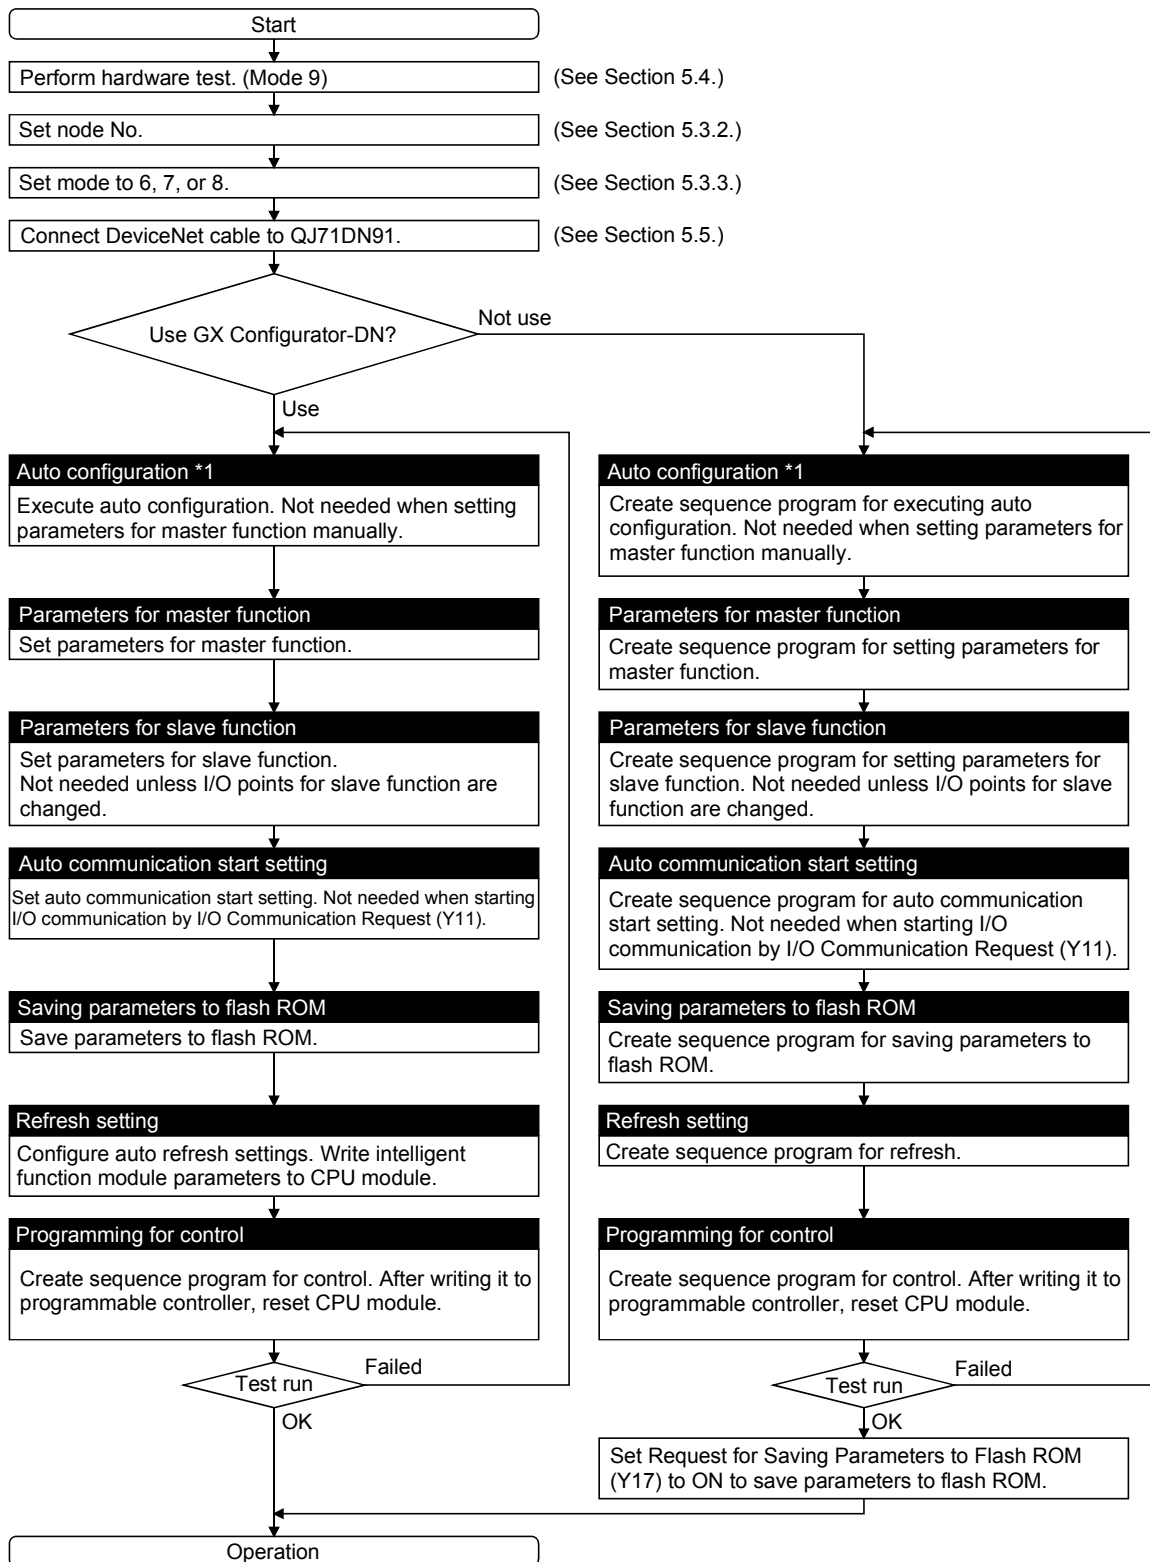 Start
Perform hardware test. (Mode 9)
(See Section 5.4.)
Set node No.
(See Section 5.3.2.)
Set mode to 6, 7, or 8.
(See Section 5.3.3.)
Connect DeviceNet cable to QJ71DN91.
(See Section 5.5.)
Use GX Configurator-DN?
Not use
Use
Auto configuration *1
Execute auto configuration. Not needed when setting
parameters for master function manually.
Parameters for master function
Set parameters for master function.
Parameters for slave function
Set parameters for slave function.
Not needed unless I/O points for slave function are
changed.
Auto communication start setting
Set auto communication start setting. Not needed when starting
I/O communication by I/O Communication Request (Y11).
Saving parameters to flash ROM
Save parameters to flash ROM.
Refresh setting
Configure auto refresh settings. Write intelligent
function module parameters to CPU module.
Programming for control
Create sequence program for control. After writing it to
programmable controller, reset CPU module.
Test run
Failed
OK
Auto configuration *1
Create sequence program for executing auto
configuration. Not needed when setting parameters for
master function manually.
Parameters for master function
Create sequence program for setting parameters for
master function.
Parameters for slave function
Create sequence program for setting parameters for
slave function. Not needed unless I/O points for slave
function are changed.
Auto communication start setting
Create sequence program for auto communication
start setting. Not needed when starting I/O
communication by I/O Communication Request (Y11).
Saving parameters to flash ROM
Create sequence program for saving parameters to
flash ROM.
Refresh setting
Create sequence program for refresh.
Programming for control
Create sequence program for control. After writing it to
programmable controller, reset CPU module.
Test run
Failed
OK
Set Request for Saving Parameters to Flash ROM
(Y17) to ON to save parameters to flash ROM.
Operation